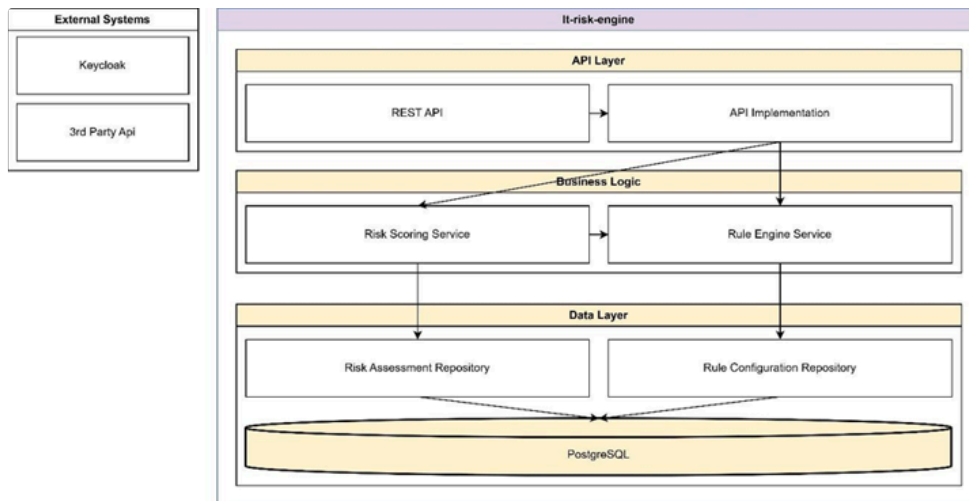 External Systems
Keycloak
3rd Party Api
It-risk-engine
API Layer
REST API
API Implementation
Business Logic
Risk Scoring Service
Rule Engine Service
Data Layer
Risk Assessment Repository
Rule Configuration Repository
PostgreSQL